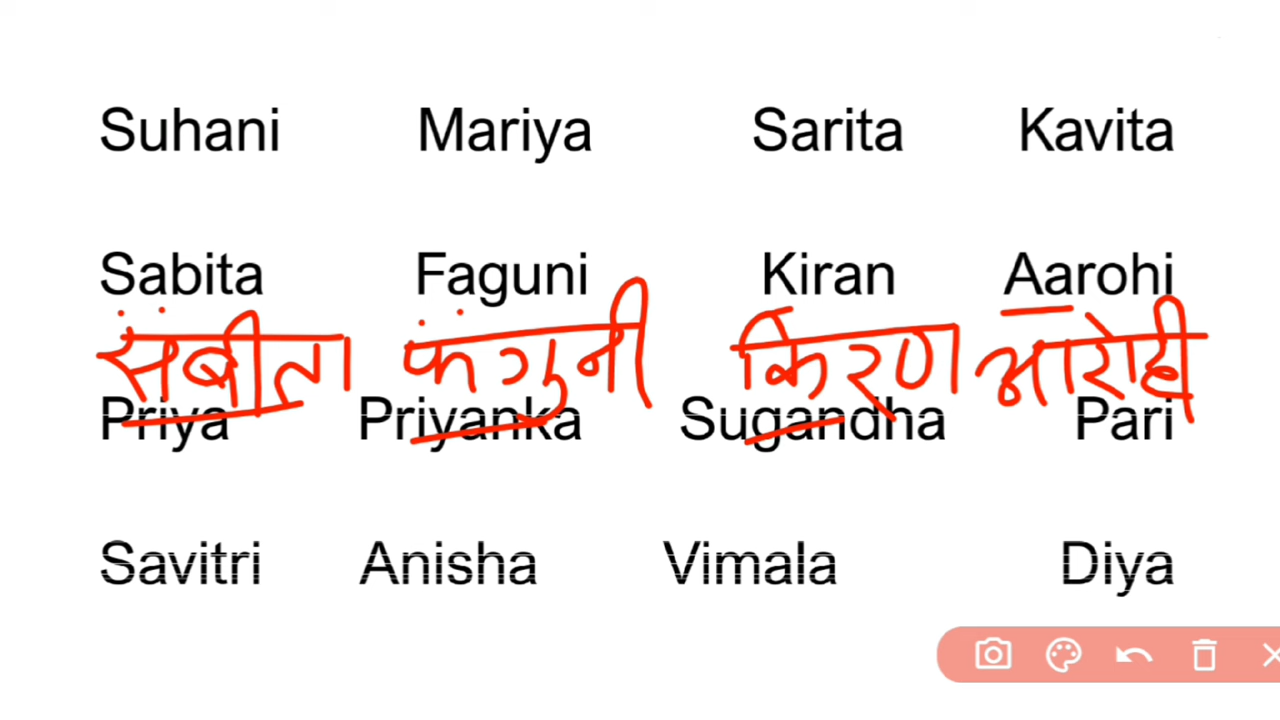 Suhani Mariya Sarita Kavita
Sabita Faguni Kiran Aarohi
सबीता फगुनी किरण आरोही
Priya Priyanka Sugandha Pari
Savitri Anisha Vimala Diya